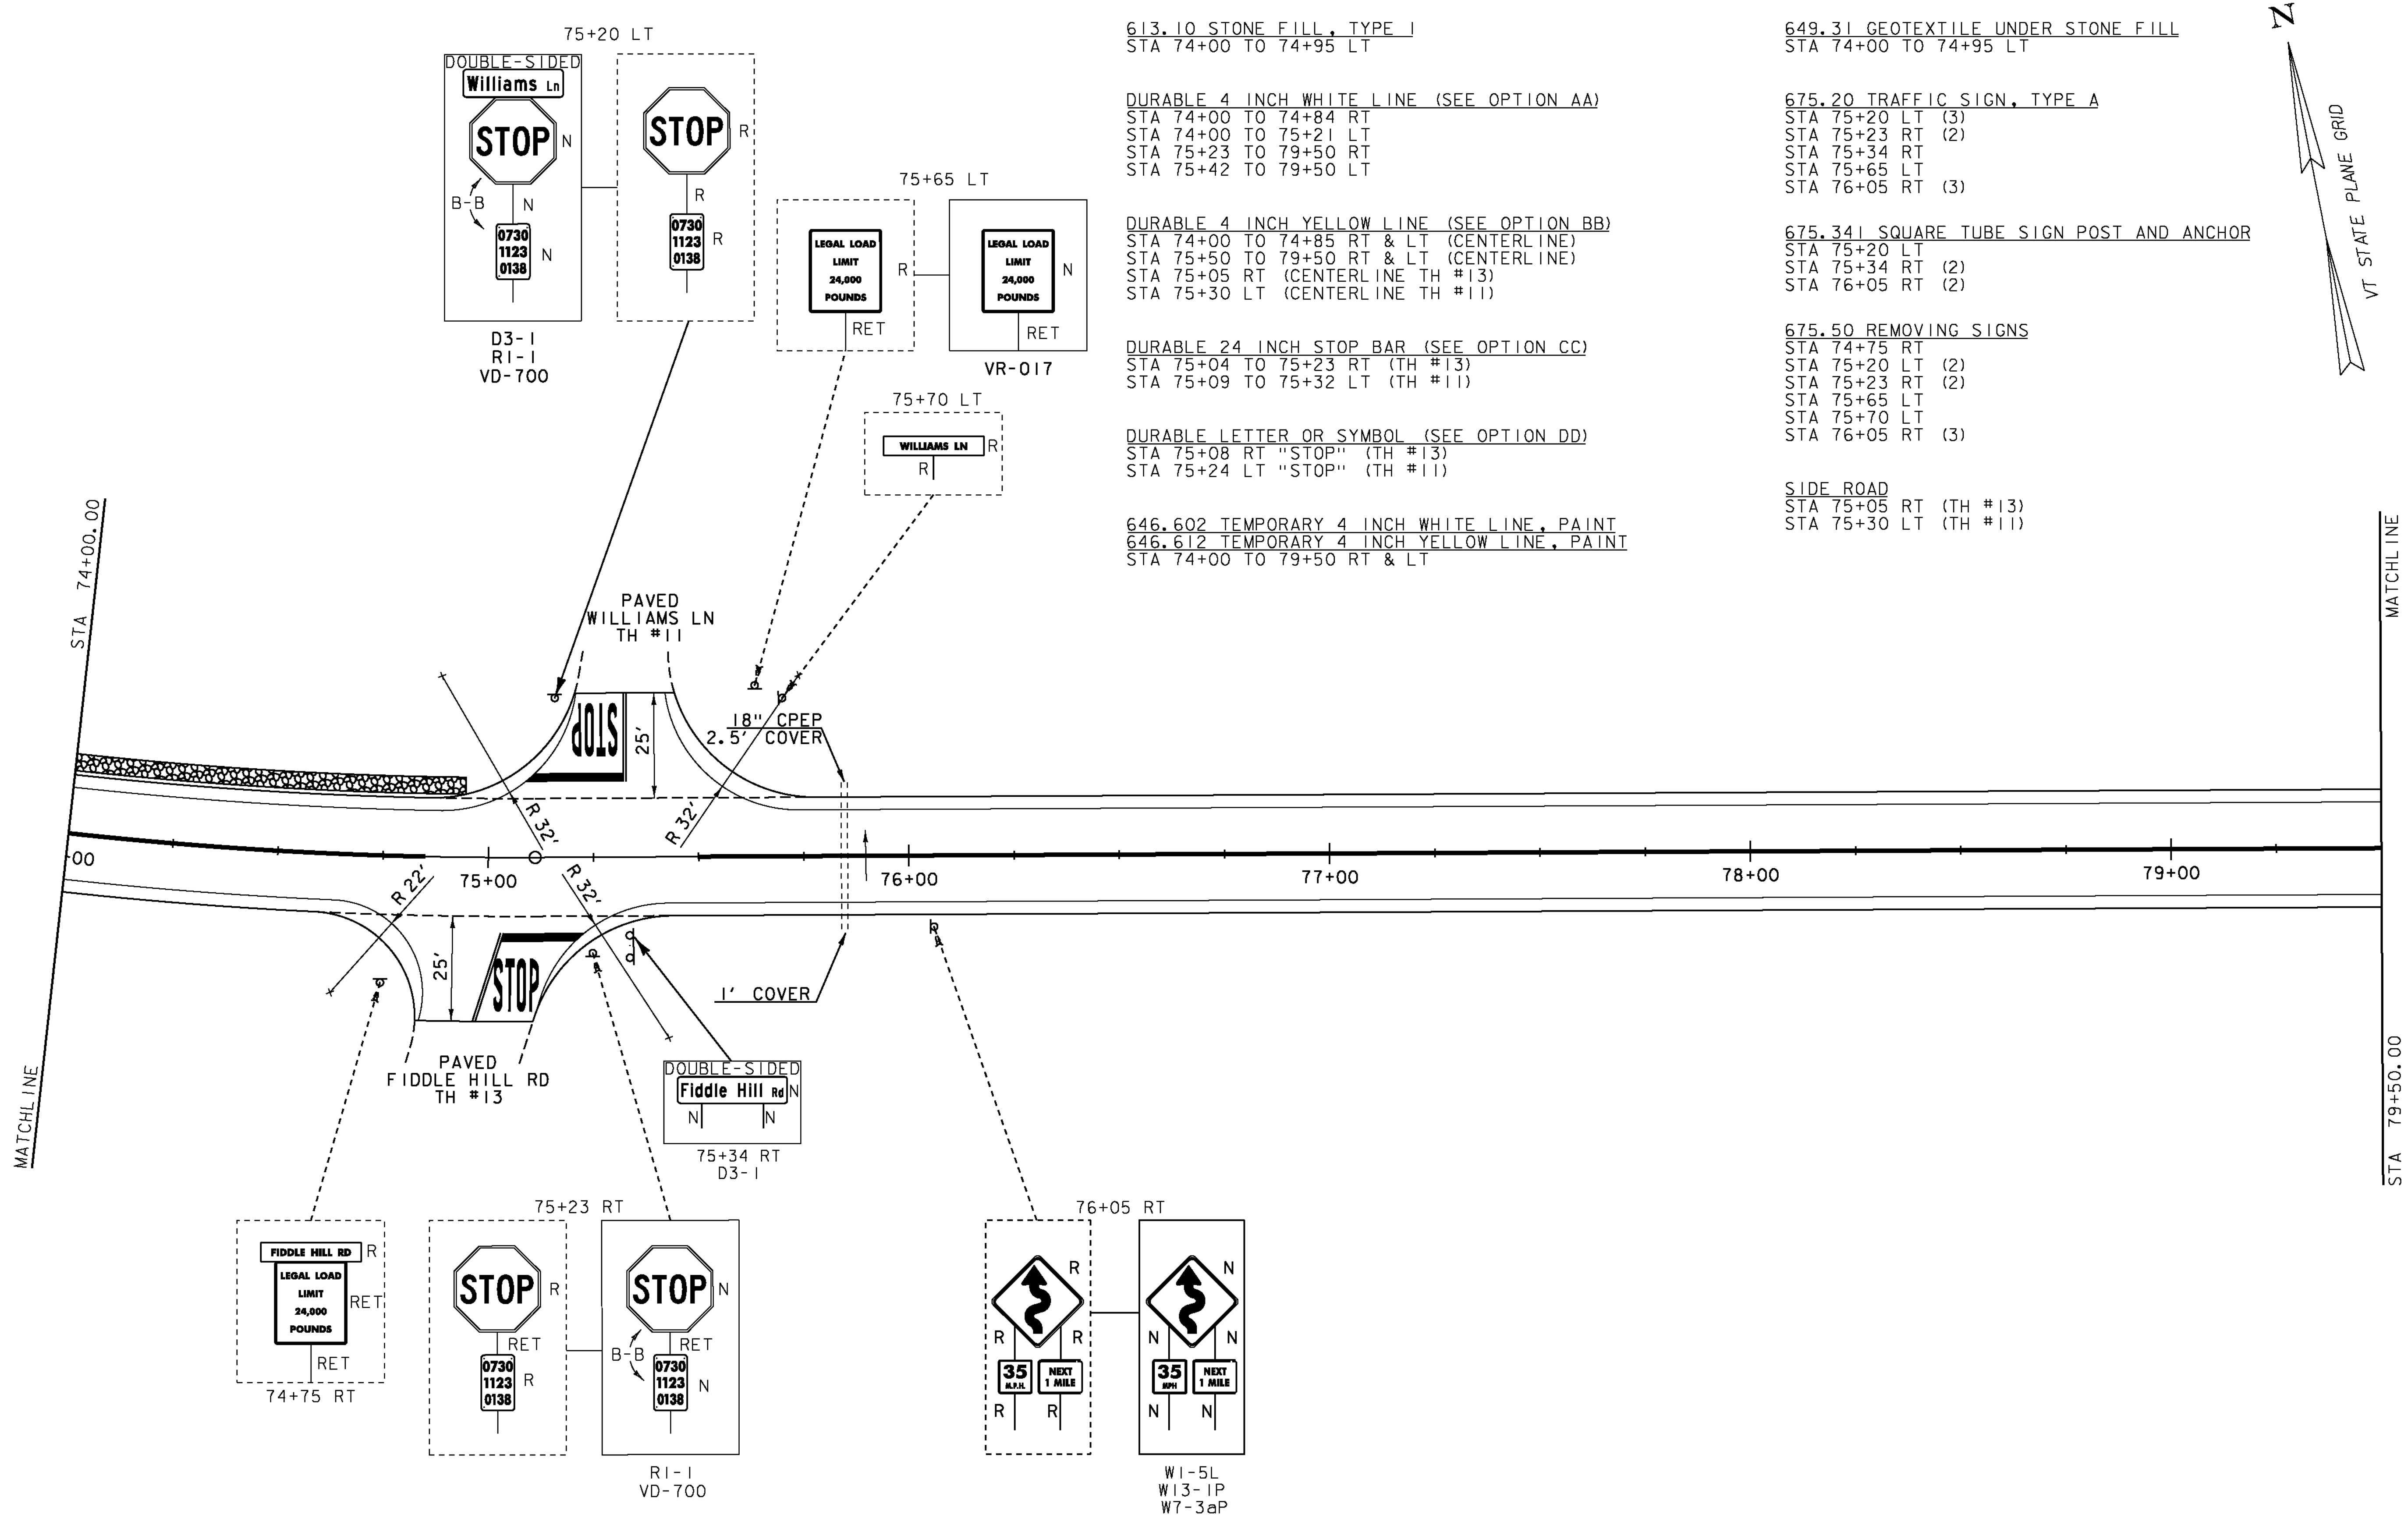 75+20 LT
DOUBLE-SIDED
Williams Ln
STOP
N
B-B
N
0730
1123
0138
N
D3-1
R1-1
VD-700
STOP
R
R
0730
1123
0138
R
75+65 LT
LEGAL LOAD
LIMIT
24,000
POUNDS
R
RET
LEGAL LOAD
LIMIT
24,000
POUNDS
N
RET
VR-017
75+70 LT
WILLIAMS LN
R
R
613.10 STONE FILL, TYPE I
STA 74+00 TO 74+95 LT
DURABLE 4 INCH WHITE LINE (SEE OPTION AA)
STA 74+00 TO 74+84 RT
STA 74+00 TO 75+21 LT
STA 75+23 TO 79+50 RT
STA 75+42 TO 79+50 LT
DURABLE 4 INCH YELLOW LINE (SEE OPTION BB)
STA 74+00 TO 74+85 RT & LT (CENTERLINE)
STA 75+50 TO 79+50 RT & LT (CENTERLINE)
STA 75+05 RT (CENTERLINE TH #13)
STA 75+30 LT (CENTERLINE TH #11)
DURABLE 24 INCH STOP BAR (SEE OPTION CC)
STA 75+04 TO 75+23 RT (TH #13)
STA 75+09 TO 75+32 LT (TH #11)
DURABLE LETTER OR SYMBOL (SEE OPTION DD)
STA 75+08 RT "STOP" (TH #13)
STA 75+24 LT "STOP" (TH #11)
646.602 TEMPORARY 4 INCH WHITE LINE, PAINT
646.612 TEMPORARY 4 INCH YELLOW LINE, PAINT
STA 74+00 TO 79+50 RT & LT
649.31 GEOTEXTILE UNDER STONE FILL
STA 74+00 TO 74+95 LT
675.20 TRAFFIC SIGN, TYPE A
STA 75+20 LT (3)
STA 75+23 RT (2)
STA 75+34 RT
STA 75+65 LT
STA 76+05 RT (3)
675.341 SQUARE TUBE SIGN POST AND ANCHOR
STA 75+20 LT
STA 75+34 RT (2)
STA 76+05 RT (2)
675.50 REMOVING SIGNS
STA 74+75 RT
STA 75+20 LT (2)
STA 75+23 RT (2)
STA 75+65 LT
STA 75+70 LT
STA 76+05 RT (3)
SIDE ROAD
STA 75+05 RT (TH #13)
STA 75+30 LT (TH #11)
N
VT STATE PLANE GRID
STA 74+00.00
MATCHLINE
MATCHLINE
STA 79+50.00
PAVED
WILLIAMS LN
TH #11
STOP
25'
18" CPEP
2.5' COVER
R 32'
R 32'
00
75+00
76+00
77+00
78+00
79+00
R 22'
R 32'
25'
STOP
1' COVER
PAVED
FIDDLE HILL RD
TH #13
DOUBLE-SIDED
Fiddle Hill Rd
N
N
N
75+34 RT
D3-1
FIDDLE HILL RD
R
LEGAL LOAD
LIMIT
24,000
POUNDS
RET
RET
74+75 RT
75+23 RT
STOP
R
RET
0730
1123
0138
R
STOP
N
B-B
RET
0730
1123
0138
N
R1-1
VD-700
76+05 RT
R
R
R
35
M.P.H.
NEXT
1 MILE
R
R
N
N
N
35
MPH
NEXT
1 MILE
N
N
W1-5L
W13-1P
W7-3aP